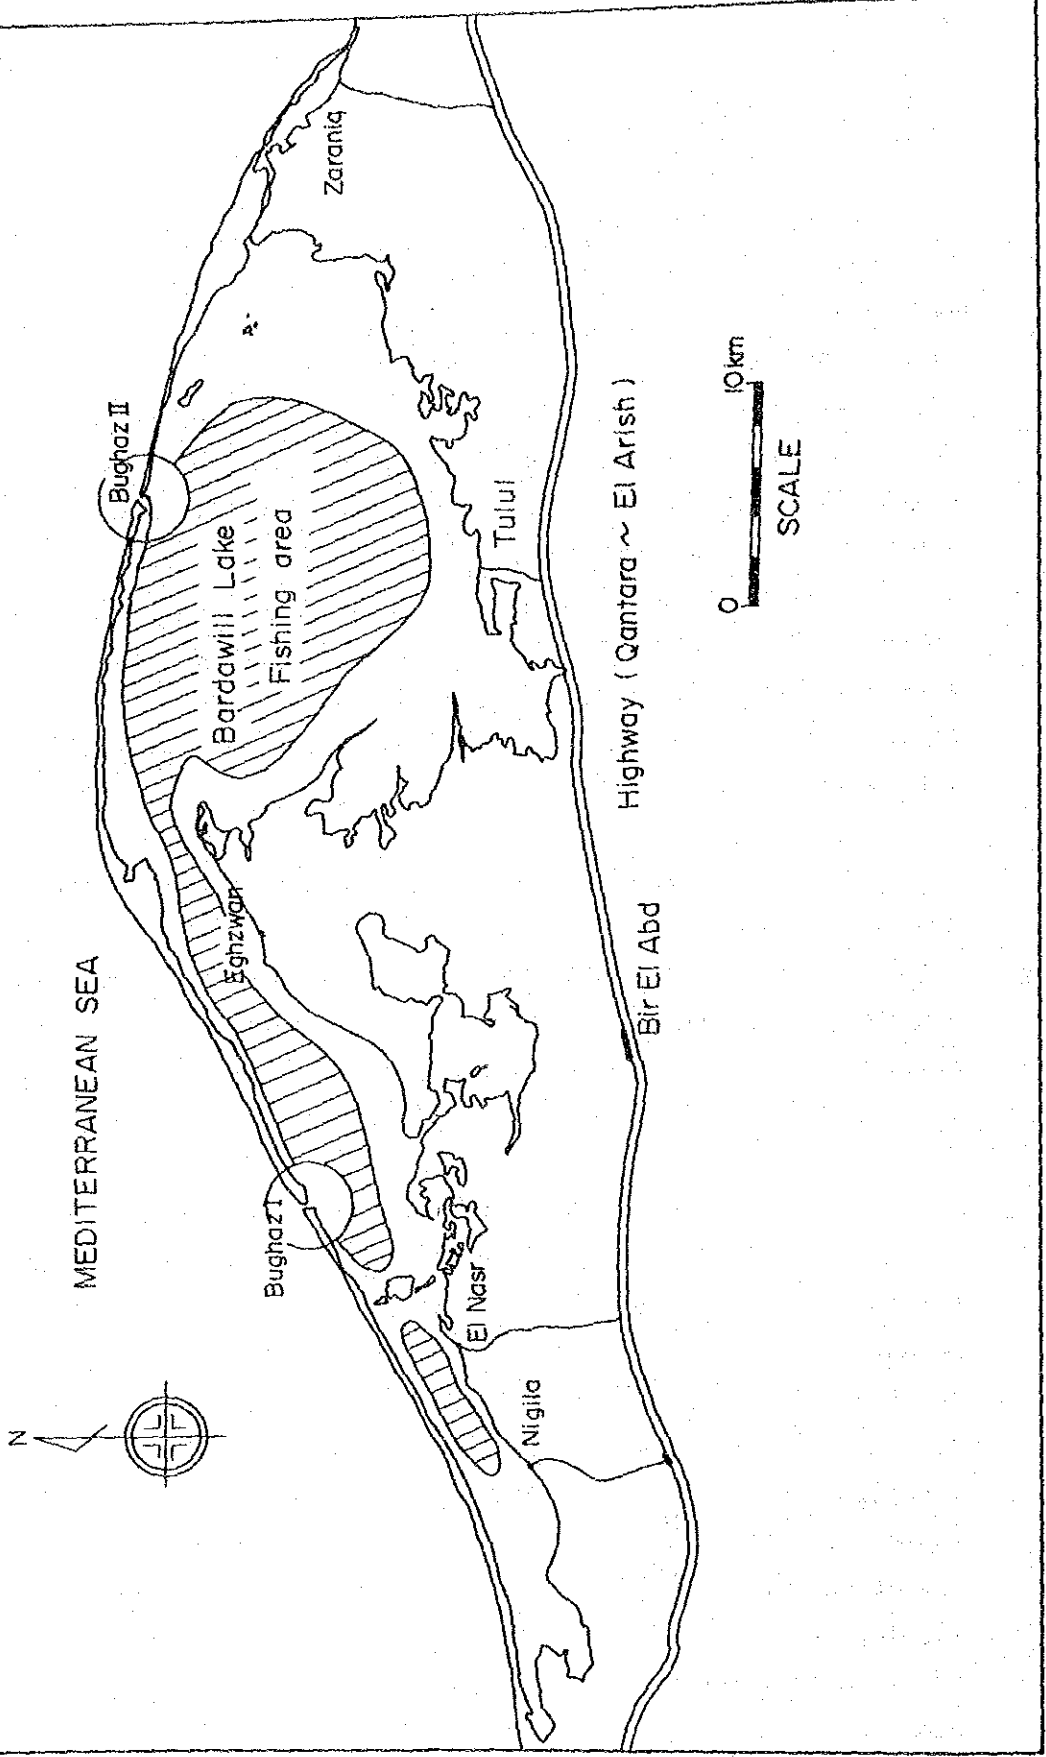 N
MEDITERRANEAN SEA
Bughaz I
Bughaz II
Eghzwan
Bardawill Lake
Fishing area
Zaraniq
Tulul
El Nasr
Nigila
Bir El Abd
Highway ( Qantara ~ El Arish )
0 10km
SCALE